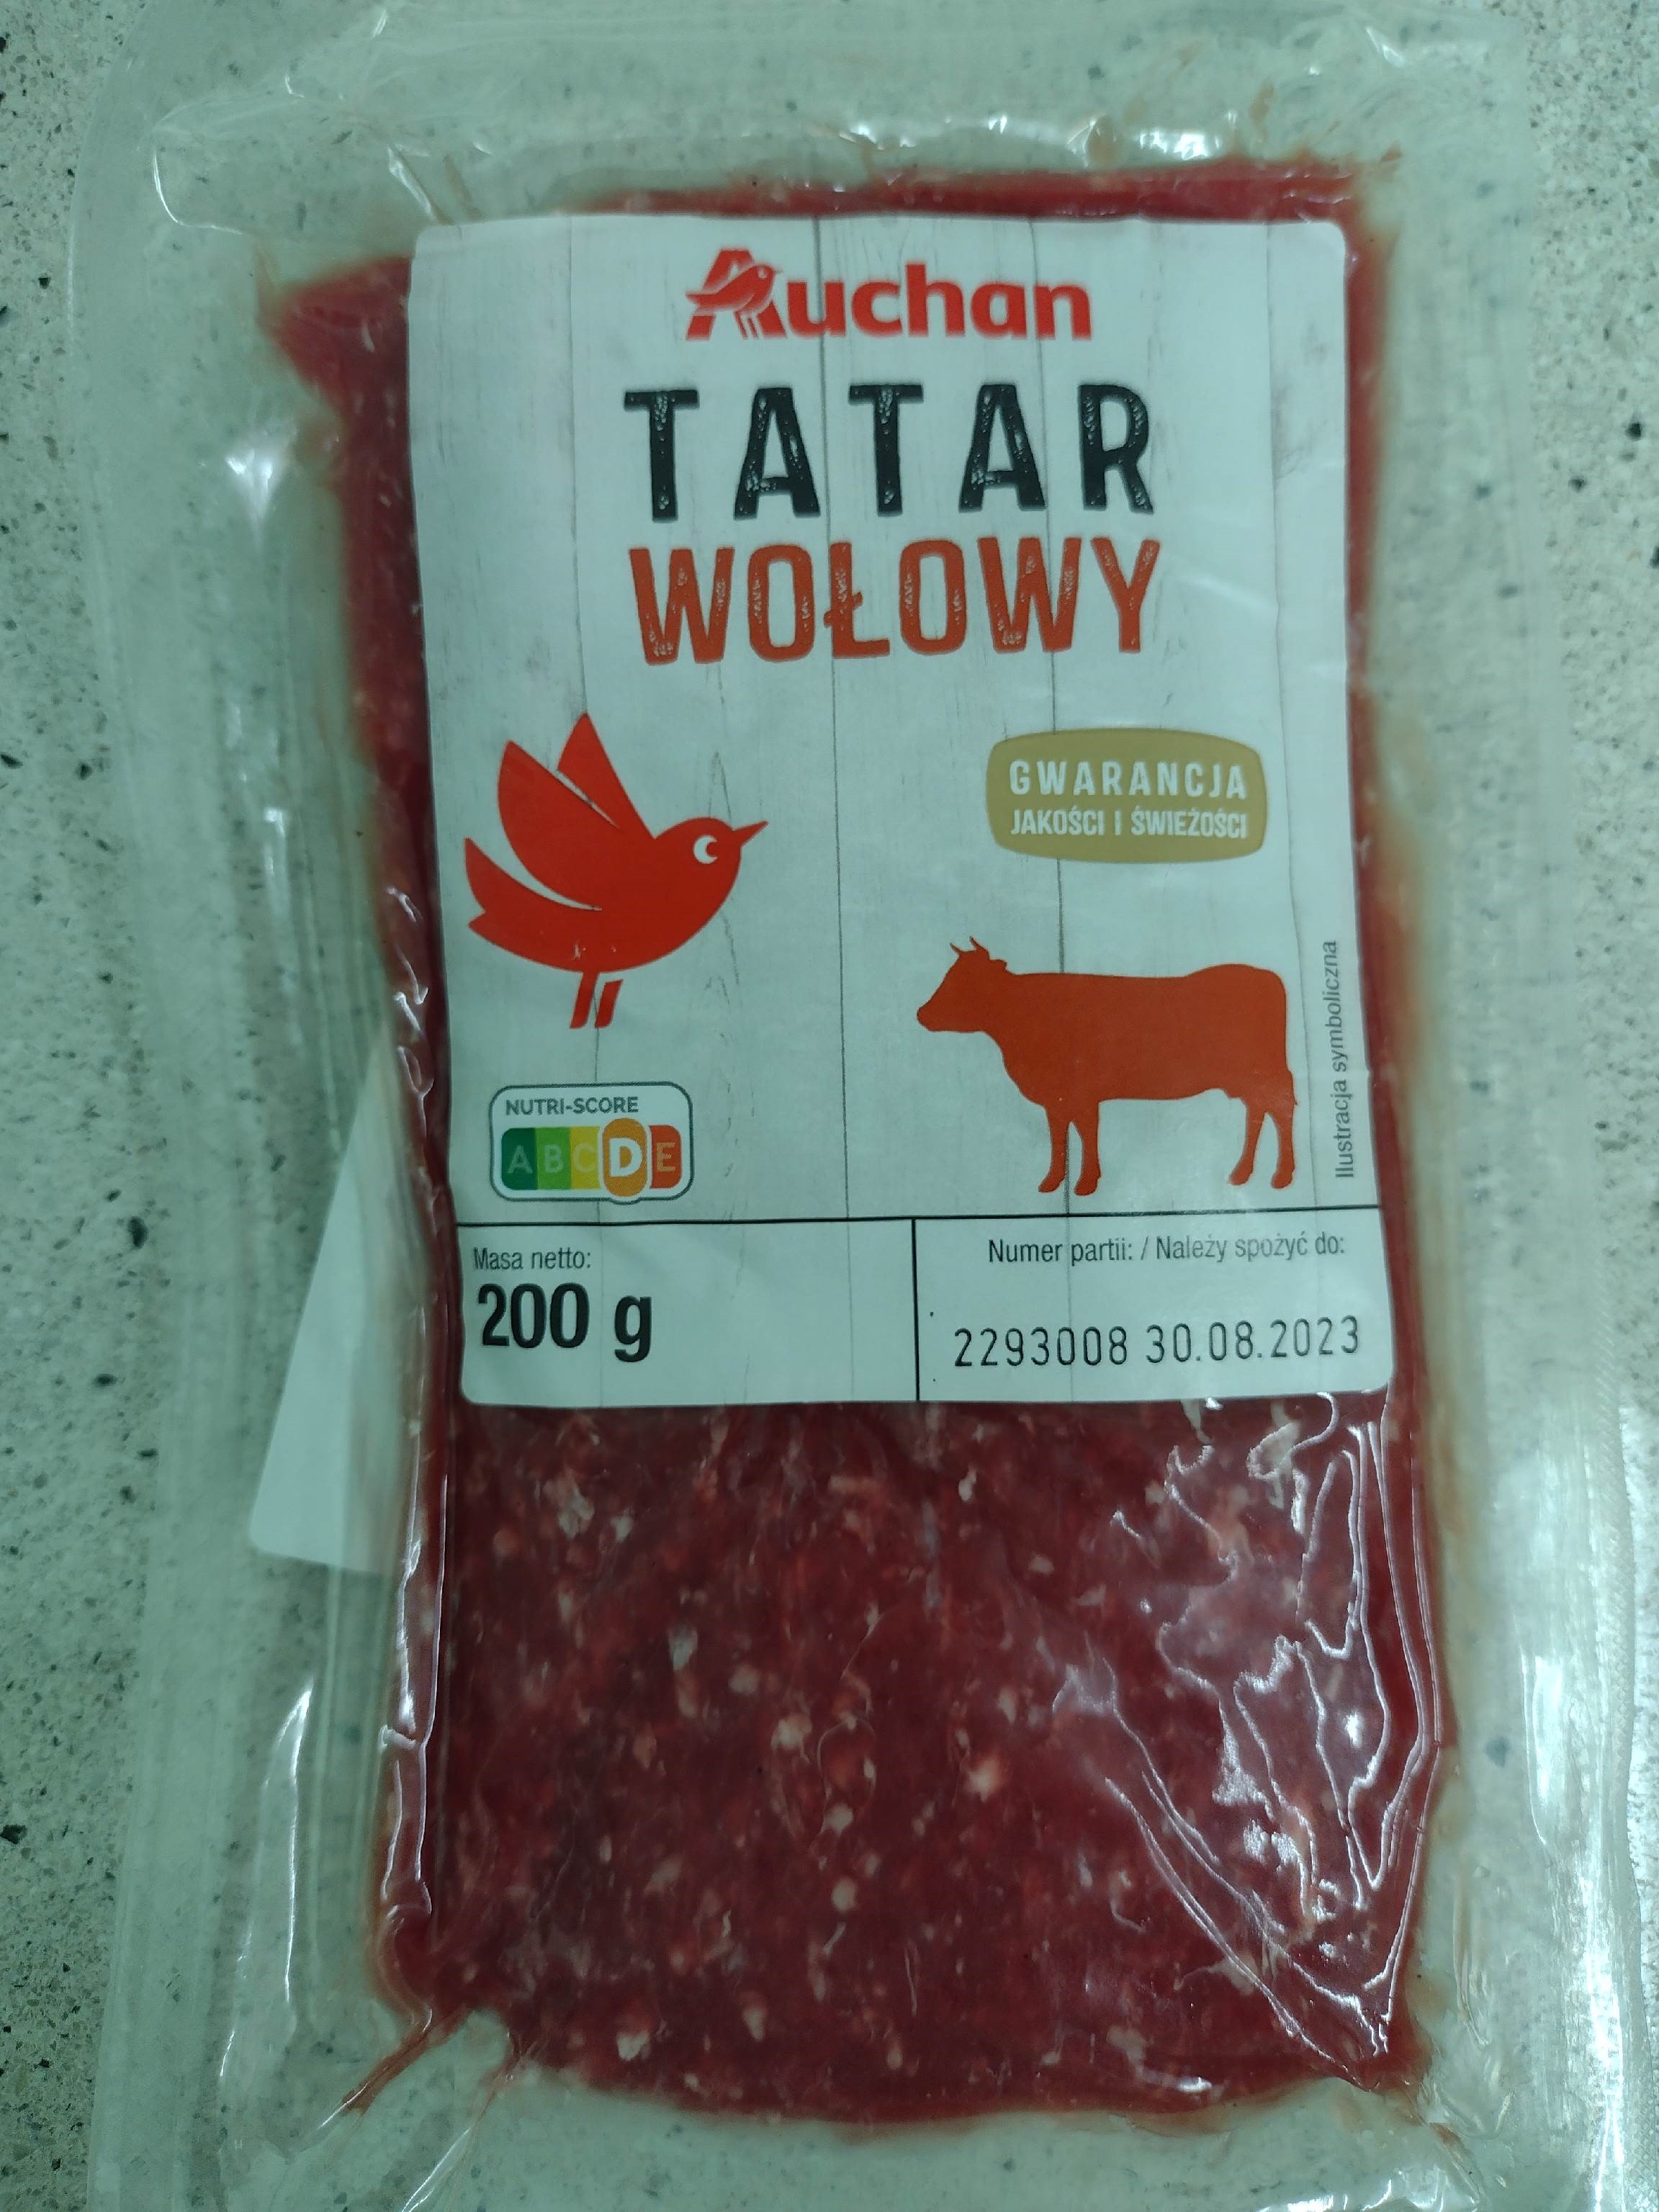 Auchan
TATAR
WOŁOWY
GWARANCJA
JAKOŚCI I ŚWIEŻOŚCI
Ilustracja symboliczna
NUTRI-SCORE
A B C D E
Masa netto:
200 g
Numer partii: / Należy spożyć do:
2293008 30.08.2023